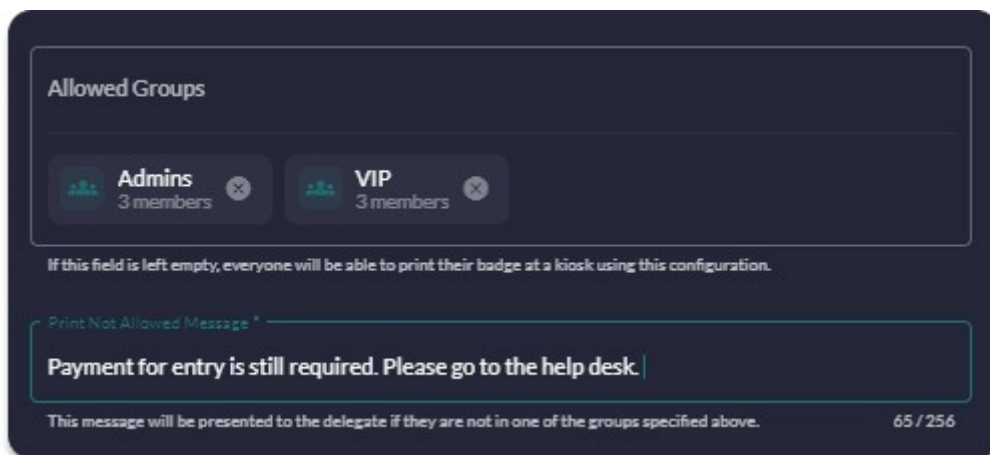 Allowed Groups
Admins
3 members
VIP
3 members
If this field is left empty, everyone will be able to print their badge at a kiosk using this configuration.
Print Not Allowed Message *
Payment for entry is still required. Please go to the help desk.
This message will be presented to the delegate if they are not in one of the groups specified above.
65 / 256